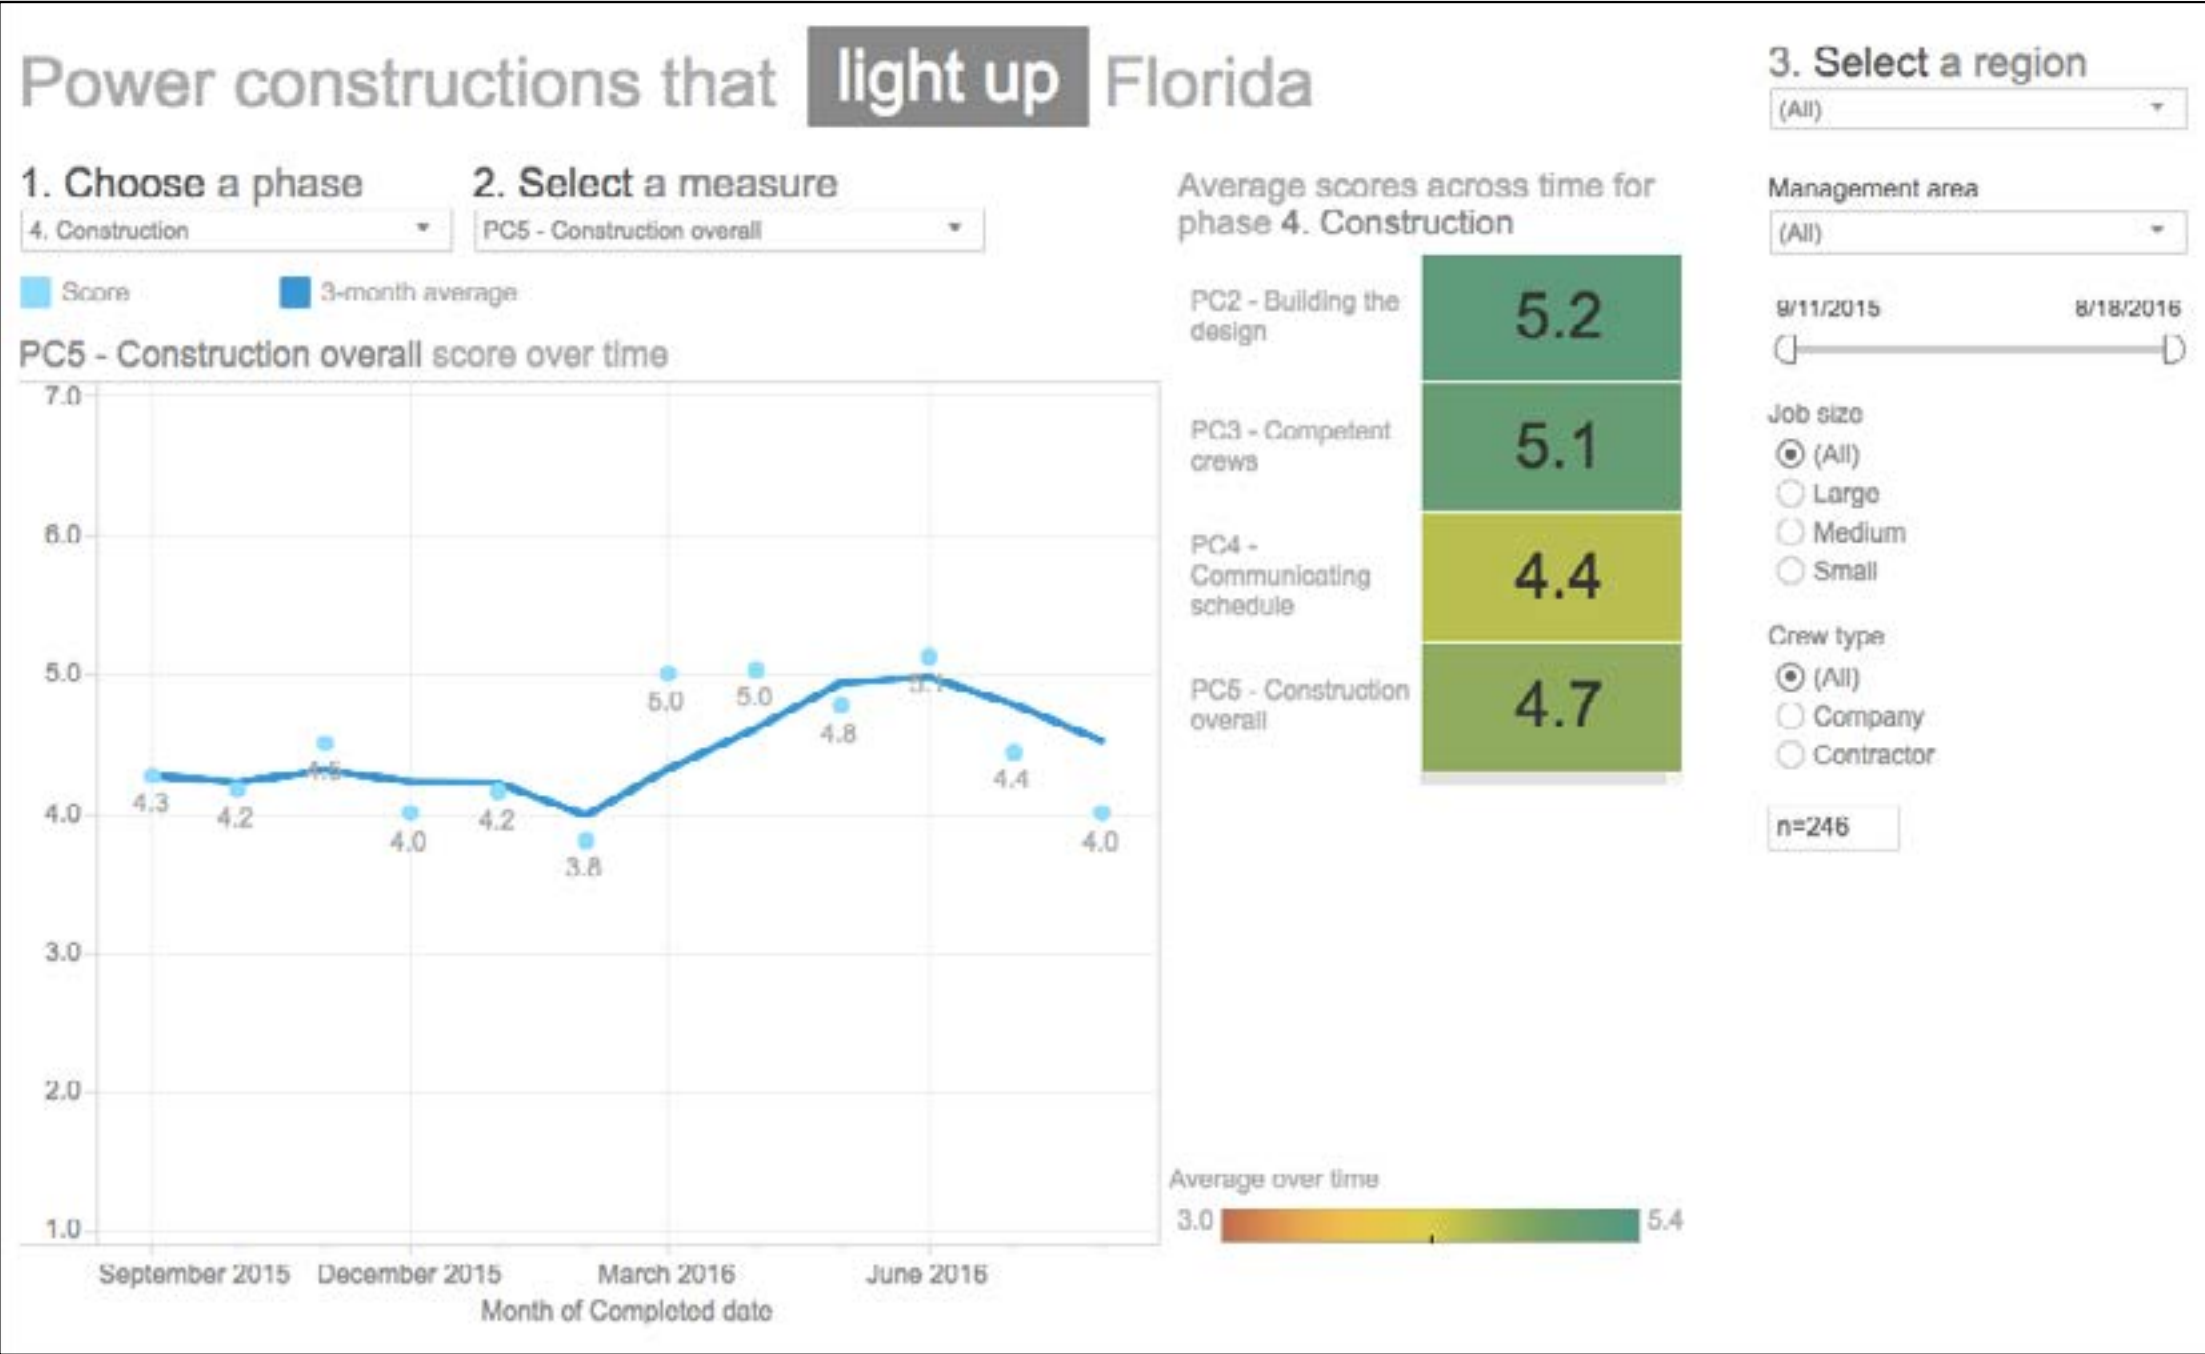 Power constructions that light up Florida
1. Choose a phase
4. Construction
2. Select a measure
PC5 - Construction overall
Score
3-month average
PC5 - Construction overall score over time
7.0
6.0
5.0
4.0
3.0
2.0
1.0
4.3
4.2
4.5
4.0
4.2
3.8
5.0
5.0
4.8
5.1
4.4
4.0
September 2015
December 2015
March 2016
June 2016
Month of Completed date
Average scores across time for
phase 4. Construction
PC2 - Building the
design
5.2
PC3 - Competent
crews
5.1
PC4 -
Communicating
schedule
4.4
PC5 - Construction
overall
4.7
Average over time
3.0
5.4
3. Select a region
(All)
Management area
(All)
9/11/2015
8/18/2016
Job size
(All)
Large
Medium
Small
Crew type
(All)
Company
Contractor
n=246